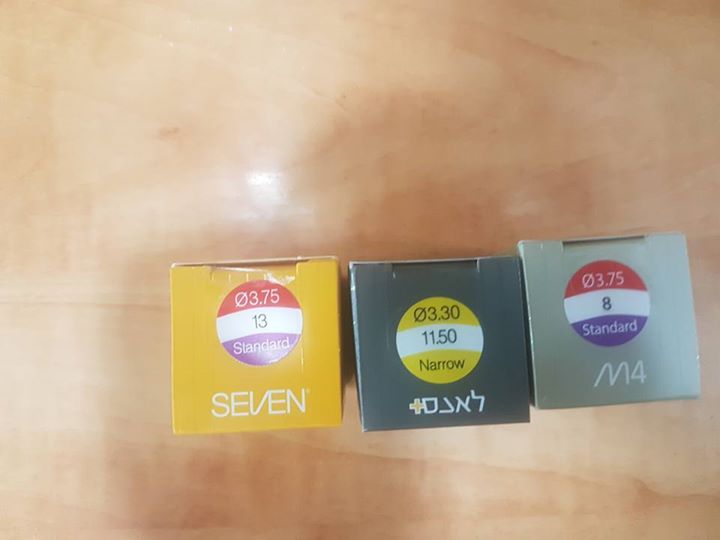 Ø3.75
13
Standard
SEVEN®
Ø3.30
11.50
Narrow
לאנס+
Ø3.75
8
Standard
M4